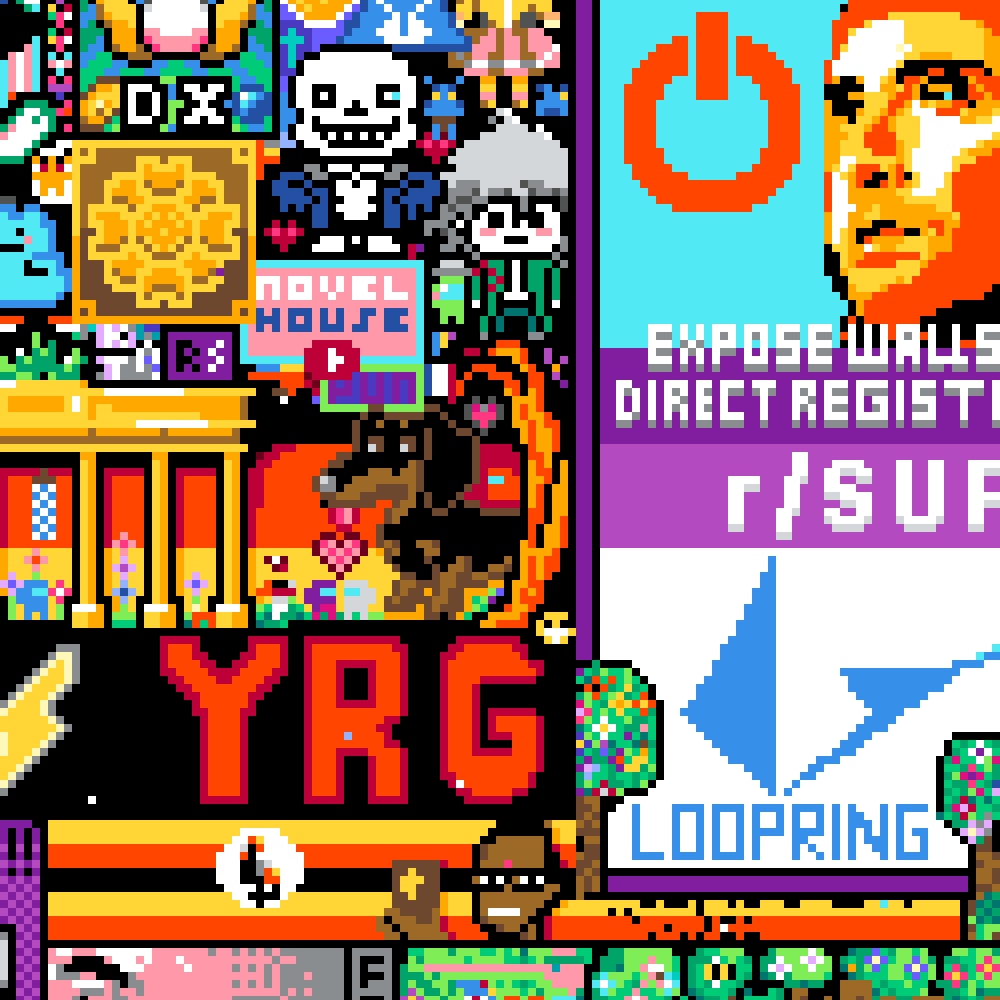 DX
NOVEL
HOUSE
EXPOSE WALLS
DIRECT REGIST
r/SUP
YRG
LOOPRING